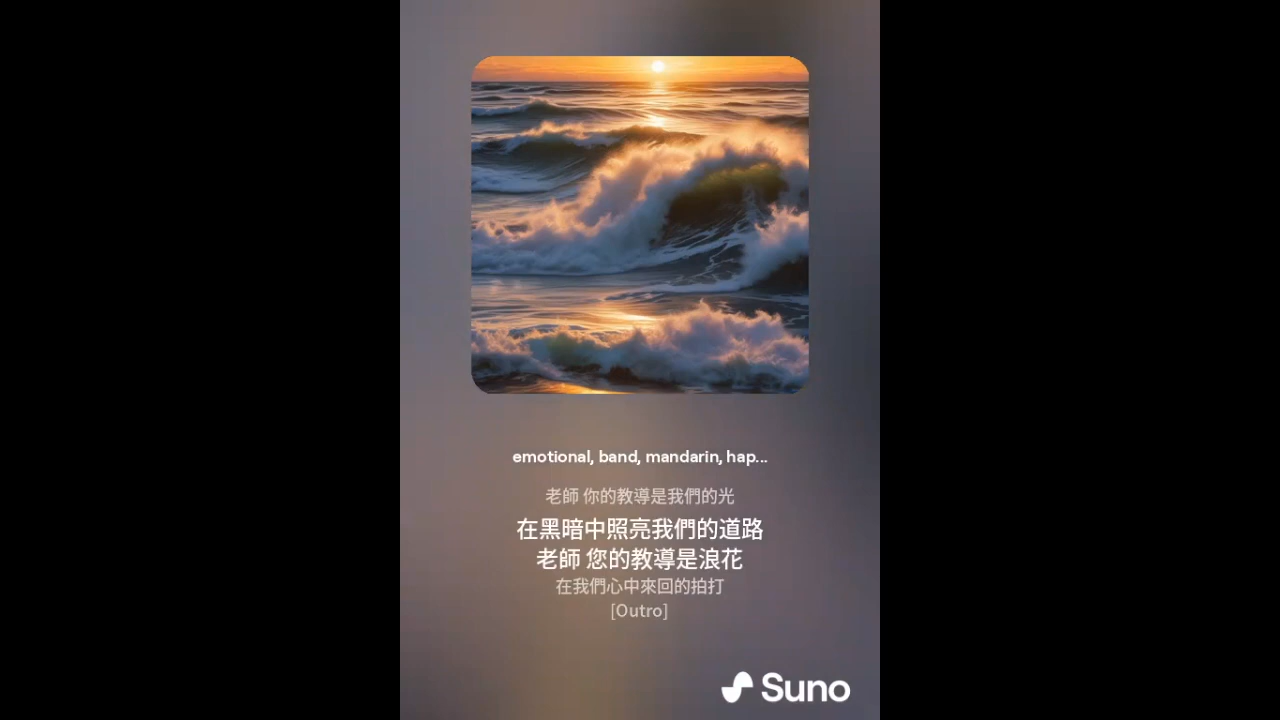 emotional, band, mandarin, hap...
老師 你的教導是我們的光
在黑暗中照亮我們的道路
老師 您的教導是浪花
在我們心中來回的拍打
[Outro]
Suno